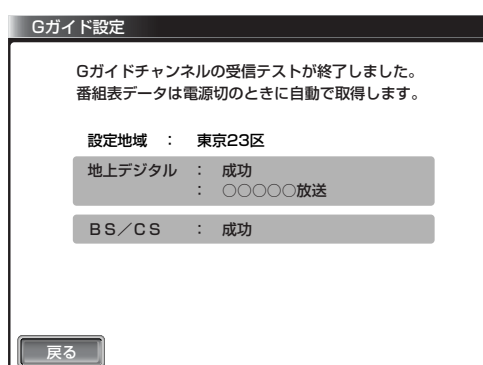 Gガイド設定
Gガイドチャンネルの受信テストが終了しました。
番組表データは電源切のときに自動で取得します。
設定地域 : 東京23区
地上デジタル : 成功
: ○○○○○放送
BS/CS : 成功
戻る